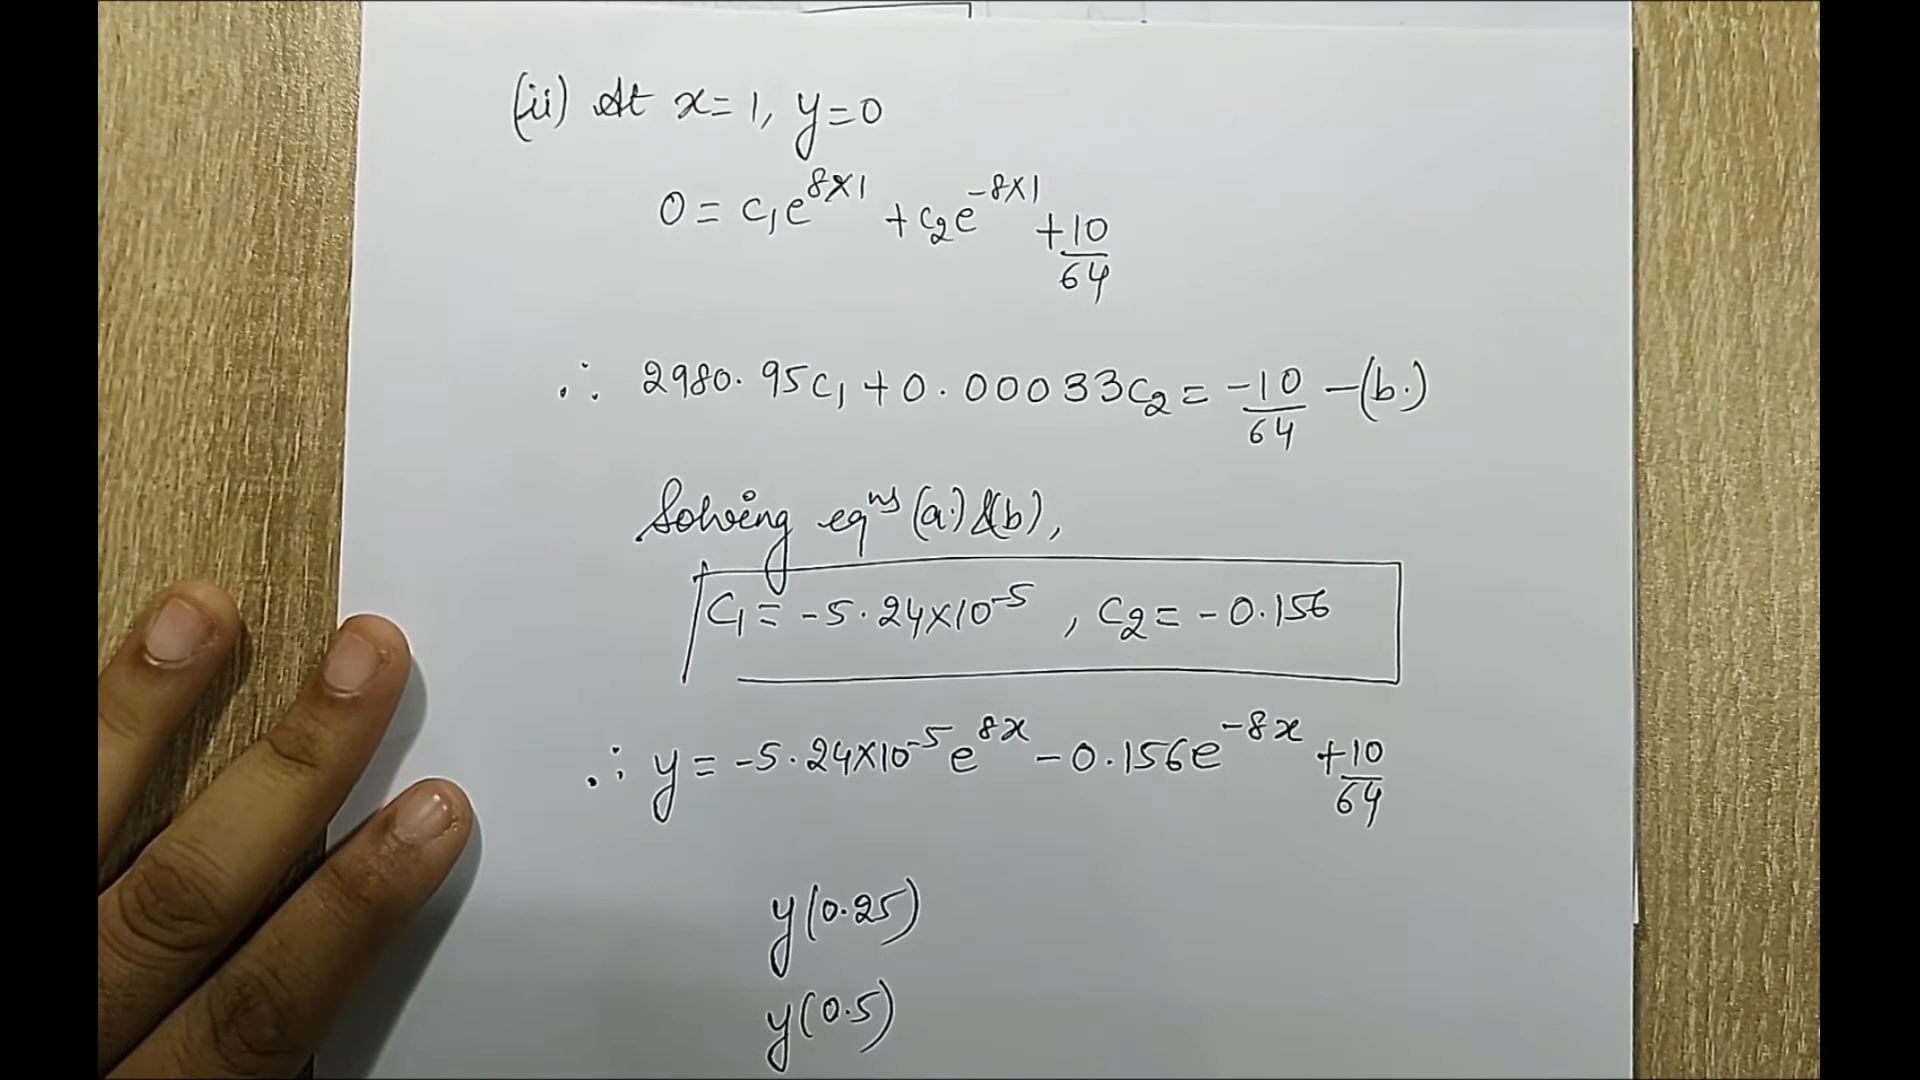 (ii) At x=1, y=0
0 = c₁e^{8×1} + c₂e^{-8×1} + 10/64
∴ 2980.95c₁ + 0.00033c₂ = -10/64 -(b.)
Solving eqⁿˢ (a.) & (b),
C₁ = -5.24×10⁻⁵ , C₂ = -0.156
∴ y = -5.24×10⁻⁵e^{8x} - 0.156e^{-8x} + 10/64
y(0.25)
y(0.5)